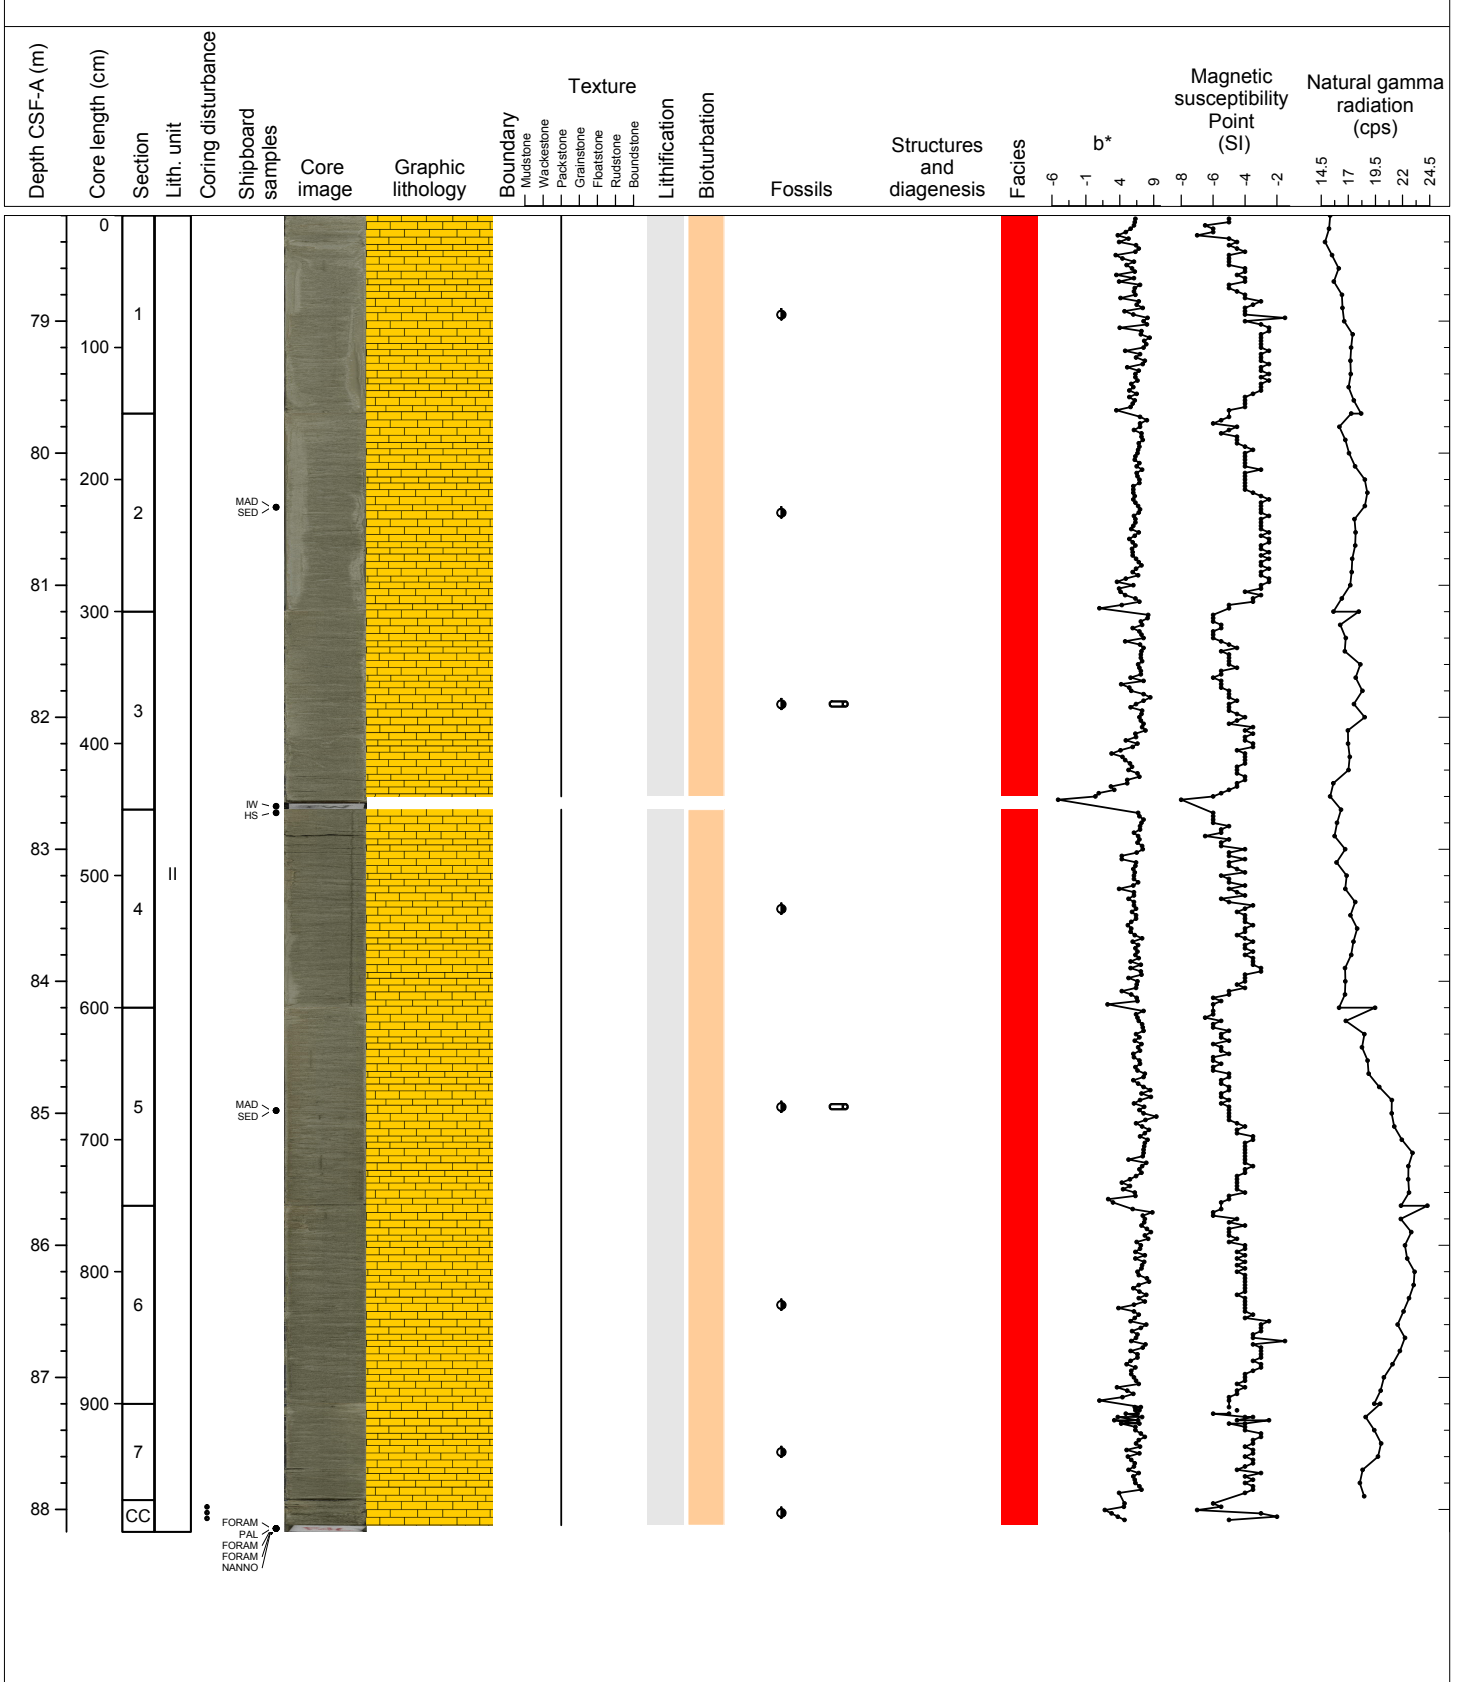 Depth CSF-A (m)
Core length (cm)
Section
Lith. unit
Coring disturbance
Shipboard
samples
Core
image
Graphic
lithology
Boundary
Texture
Mudstone
Wackestone
Packstone
Grainstone
Floatstone
Rudstone
Boundstone
Lithification
Bioturbation
Fossils
Structures
and
diagenesis
Facies
b*
-6 -1 4 9
Magnetic
susceptibility
Point
(SI)
-8 -6 -4 -2
Natural gamma
radiation
(cps)
14.5 17 19.5 22 24.5
0
1
79
100
80
200
MAD
SED
2
81
300
3
82
400
IW
HS
83
II
500
4
84
600
MAD
SED
5
85
700
86
800
6
87
900
7
88
CC
FORAM
PAL
FORAM
FORAM
NANNO